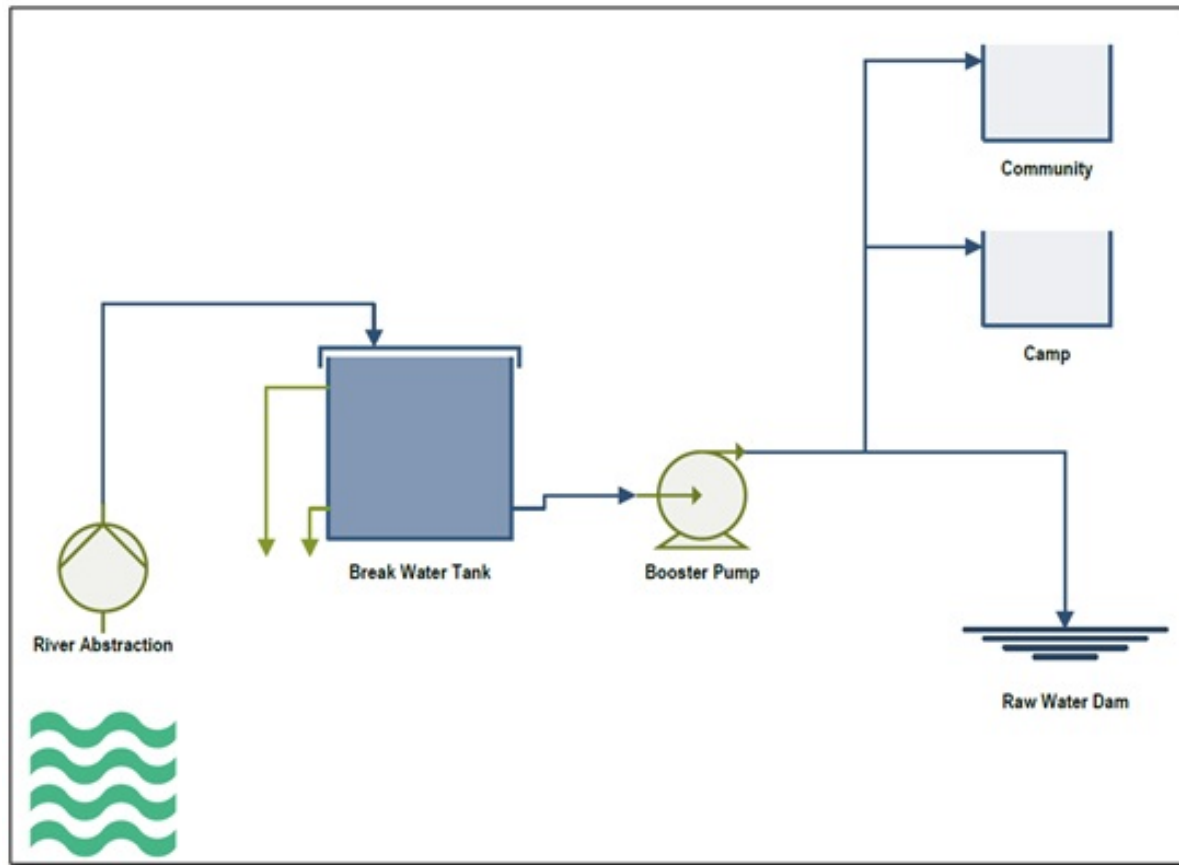 Community
Camp
Break Water Tank
Booster Pump
River Abstraction
Raw Water Dam